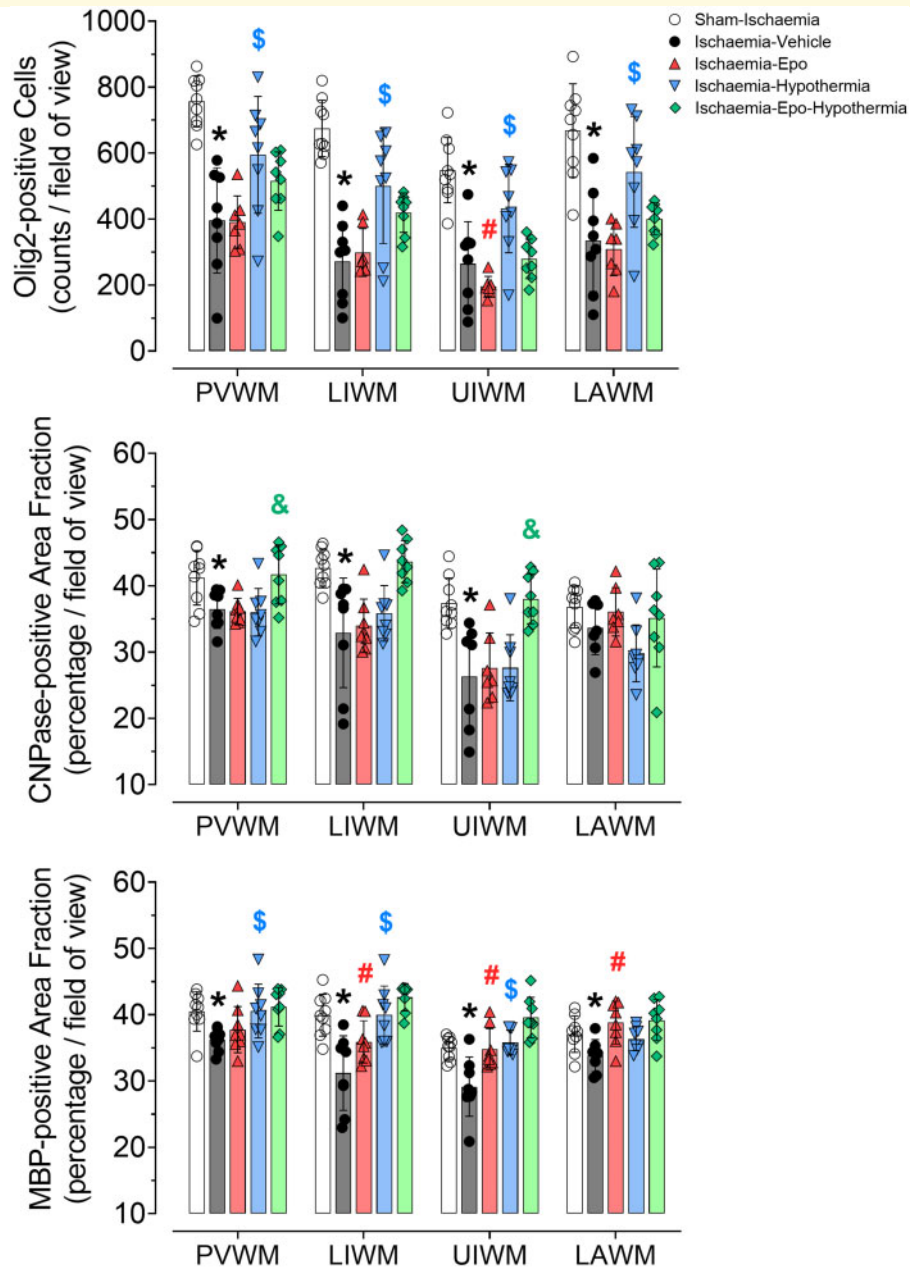 Sham-Ischaemia
Ischaemia-Vehicle
Ischaemia-Epo
Ischaemia-Hypothermia
Ischaemia-Epo-Hypothermia
Olig2-positive Cells
(counts / field of view)
1000
800
600
400
200
0
*
$
*
$
*
#
$
*
$
PVWM
LIWM
UIWM
LAWM
CNPase-positive Area Fraction
(percentage / field of view)
60
50
40
30
20
10
*
&
*
*
&
PVWM
LIWM
UIWM
LAWM
MBP-positive Area Fraction
(percentage / field of view)
60
50
40
30
20
10
*
$
*
#
$
*
#
$
*
#
PVWM
LIWM
UIWM
LAWM